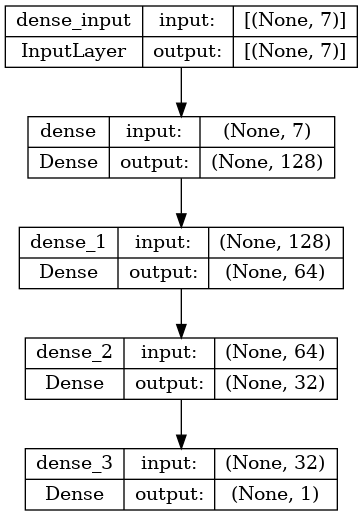 dense_input input: [(None, 7)]
InputLayer output: [(None, 7)]
dense input: (None, 7)
Dense output: (None, 128)
dense_1 input: (None, 128)
Dense output: (None, 64)
dense_2 input: (None, 64)
Dense output: (None, 32)
dense_3 input: (None, 32)
Dense output: (None, 1)